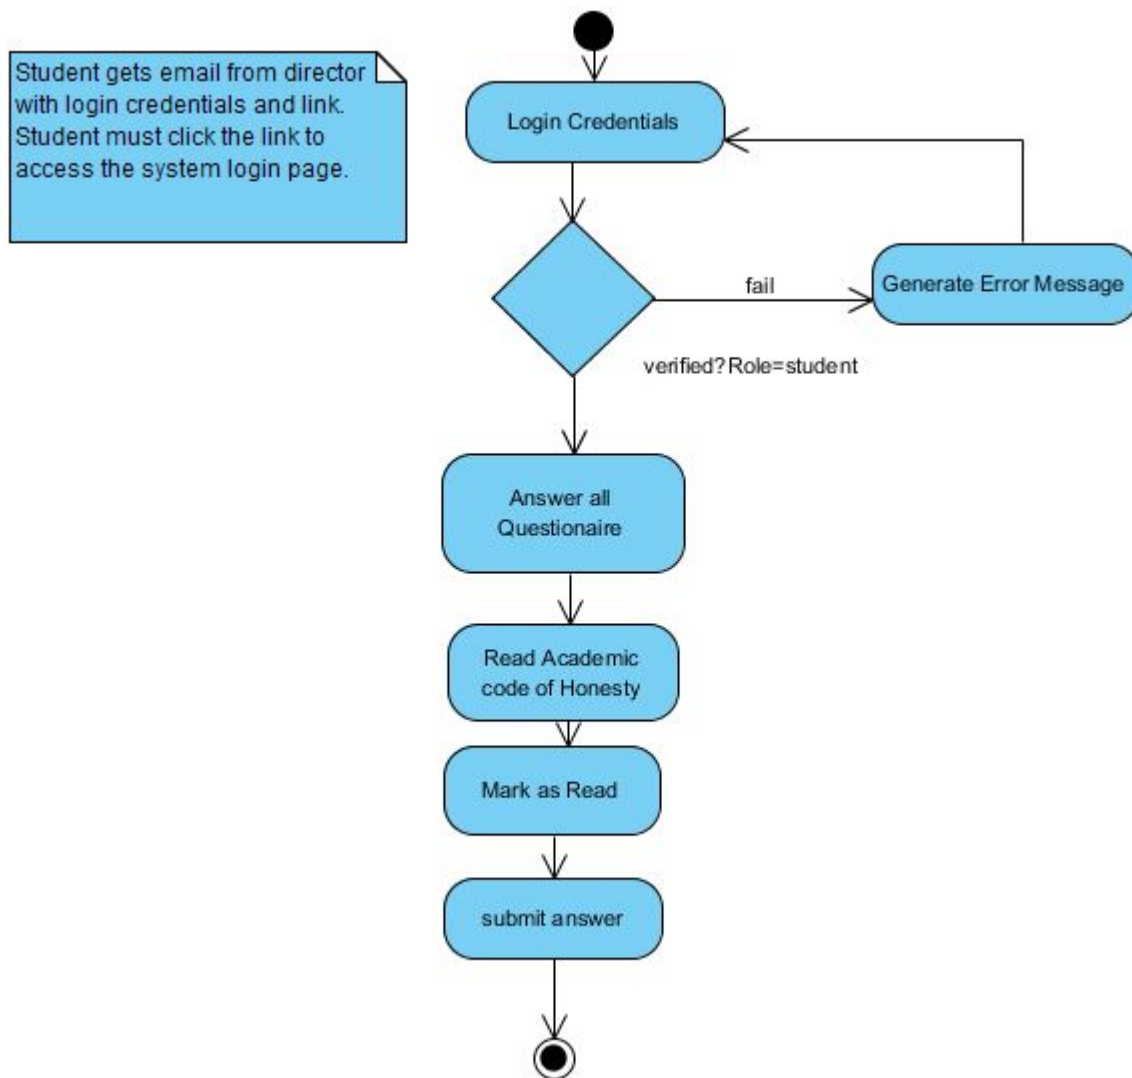 Student gets email from director
with login credentials and link.
Student must click the link to
access the system login page.
Login Credentials
fail
Generate Error Message
verified?Role=student
Answer all
Questionaire
Read Academic
code of Honesty
Mark as Read
submit answer